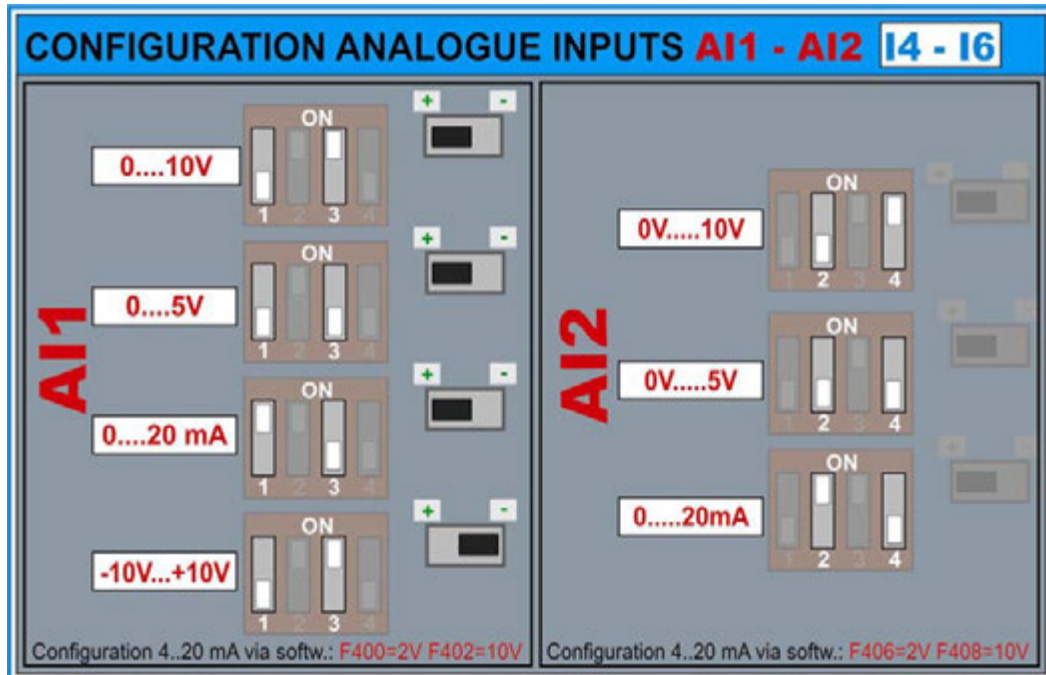 CONFIGURATION ANALOGUE INPUTS AI1 - AI2 I4 - I6
AI1
0....10V
ON
1 2 3 4
+ -
0....5V
ON
1 2 3 4
+ -
0....20 mA
ON
1 2 3 4
+ -
-10V...+10V
ON
1 2 3 4
+ -
Configuration 4..20 mA via softw.: F400=2V F402=10V
AI2
0V.....10V
ON
1 2 3 4
+ -
0V.....5V
ON
1 2 3 4
+ -
0.....20mA
ON
1 2 3 4
+ -
Configuration 4..20 mA via softw.: F406=2V F408=10V